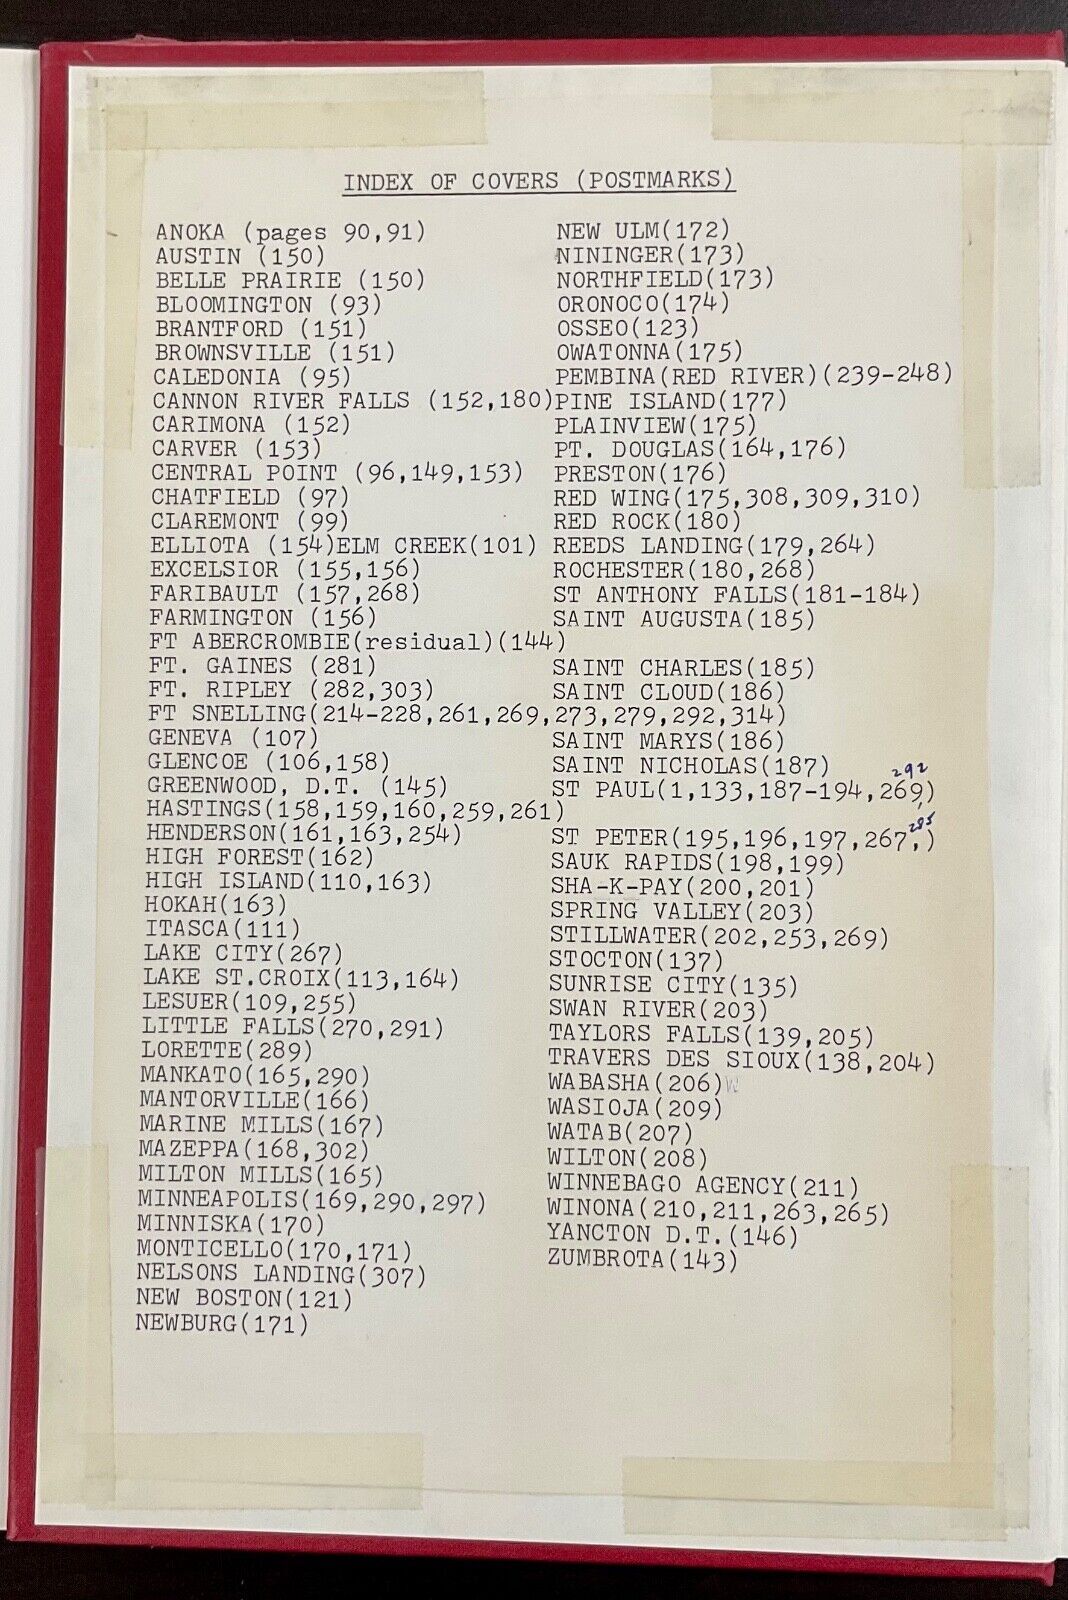 INDEX OF COVERS (POSTMARKS)
ANOKA (pages 90,91)
AUSTIN (150)
BELLE PRAIRIE (150)
BLOOMINGTON (93)
BRANTFORD (151)
BROWNSVILLE (151)
CALEDONIA (95)
CANNON RIVER FALLS (152,180)
CARIMONA (152)
CARVER (153)
CENTRAL POINT (96,149,153)
CHATFIELD (97)
CLAREMONT (99)
ELLIOTA (154)ELM CREEK(101)
EXCELSIOR (155,156)
FARIBAULT (157,268)
FARMINGTON (156)
FT ABERCROMBIE(residual)(144)
FT. GAINES (281)
FT. RIPLEY (282,303)
FT SNELLING(214-228,261,269,273,279,292,314)
GENEVA (107)
GLENCOE (106,158)
GREENWOOD, D.T. (145)
HASTINGS(158,159,160,259,261)
HENDERSON(161,163,254)
HIGH FOREST(162)
HIGH ISLAND(110,163)
HOKAH(163)
ITASCA(111)
LAKE CITY(267)
LAKE ST.CROIX(113,164)
LESUER(109,255)
LITTLE FALLS(270,291)
LORETTE(289)
MANKATO(165,290)
MANTORVILLE(166)
MARINE MILLS(167)
MAZEPPA(168,302)
MILTON MILLS(165)
MINNEAPOLIS(169,290,297)
MINNISKA(170)
MONTICELLO(170,171)
NELSONS LANDING(307)
NEW BOSTON(121)
NEWBURG(171)
NEW ULM(172)
NININGER(173)
NORTHFIELD(173)
ORONOCO(174)
OSSEO(123)
OWATONNA(175)
PEMBINA(RED RIVER)(239-248)
PINE ISLAND(177)
PLAINVIEW(175)
PT. DOUGLAS(164,176)
PRESTON(176)
RED WING(175,308,309,310)
RED ROCK(180)
REEDS LANDING(179,264)
ROCHESTER(180,268)
ST ANTHONY FALLS(181-184)
SAINT AUGUSTA(185)
SAINT CHARLES(185)
SAINT CLOUD(186)
SAINT MARYS(186)
SAINT NICHOLAS(187)
292
ST PAUL(1,133,187-194,269,)
285
ST PETER(195,196,197,267,)
SAUK RAPIDS(198,199)
SHA-K-PAY(200,201)
SPRING VALLEY(203)
STILLWATER(202,253,269)
STOCTON(137)
SUNRISE CITY(135)
SWAN RIVER(203)
TAYLORS FALLS(139,205)
TRAVERS DES SIOUX(138,204)
WABASHA(206)W
WASIOJA(209)
WATAB(207)
WILTON(208)
WINNEBAGO AGENCY(211)
WINONA(210,211,263,265)
YANCTON D.T.(146)
ZUMBROTA(143)